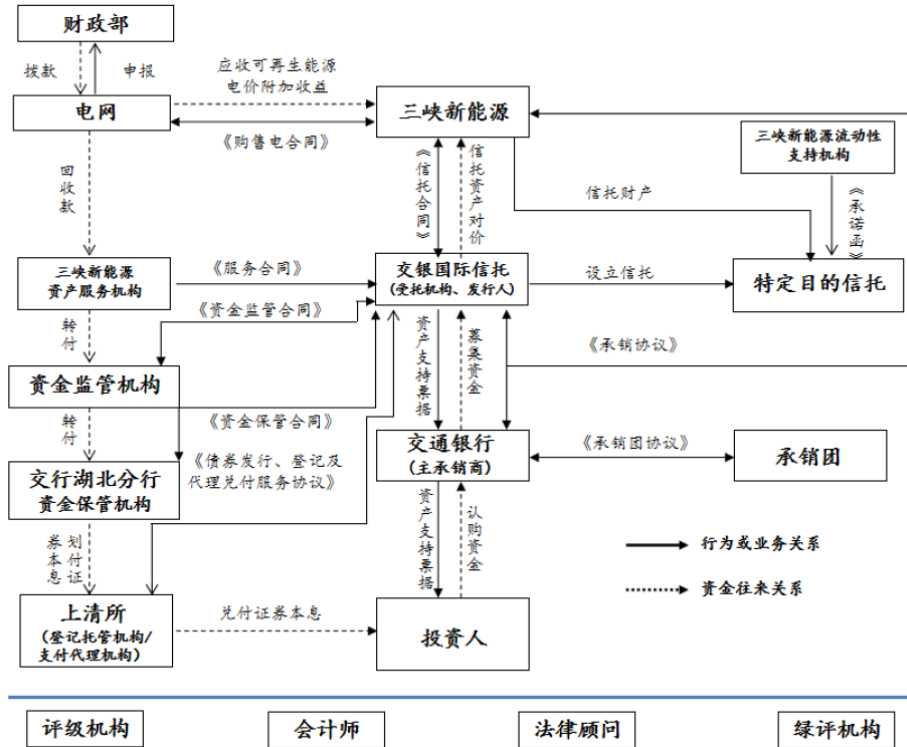 财政部
拨款
申报
应收可再生能源
电价附加收益
电网
三峡新能源
《购售电合同》
三峡新能源流动性
支持机构
回收款
《信托合同》
信托资产对价
信托财产
《承诺函》
三峡新能源
资产服务机构
《服务合同》
交银国际信托
(受托机构、发行人)
设立信托
特定目的信托
《资金监管合同》
转付
资产支持票据
募集资金
《承销协议》
资金监管机构
《资金保管合同》
转付
交通银行
(主承销商)
《承销团协议》
承销团
《债券发行、登记及
代理兑付服务协议》
交行湖北分行
资金保管机构
划付证
券本息
资产支持票据
认购资金
行为或业务关系
资金往来关系
上清所
(登记托管机构/
支付代理机构)
兑付证券本息
投资人
评级机构
会计师
法律顾问
绿评机构